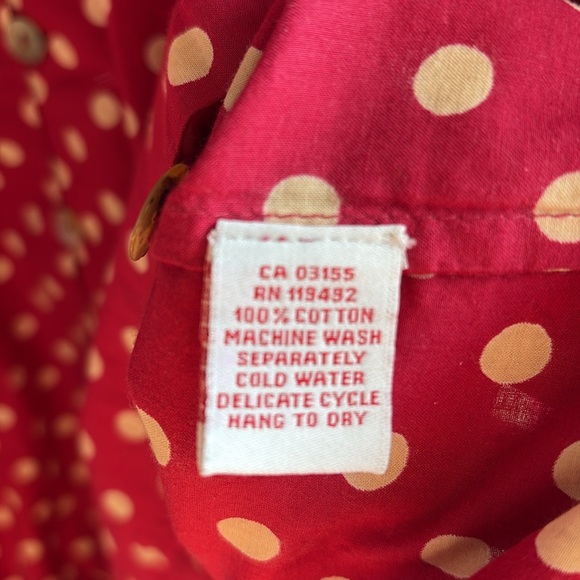 CA 03155
RN 119492
100% COTTON
MACHINE WASH
SEPARATELY
COLD WATER
DELICATE CYCLE
HANG TO DRY